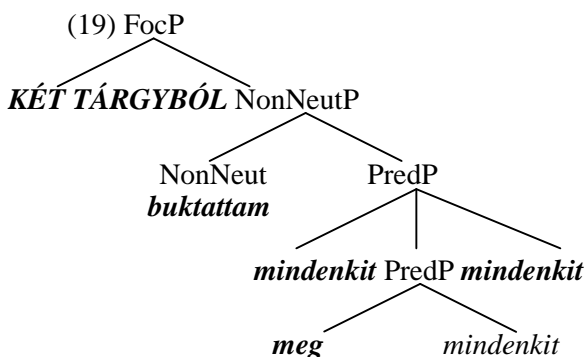 (19) FocP
KÉT TÁRGYBÓL NonNeutP
NonNeut PredP
buktattam
mindenkit PredP mindenkit
meg mindenkit